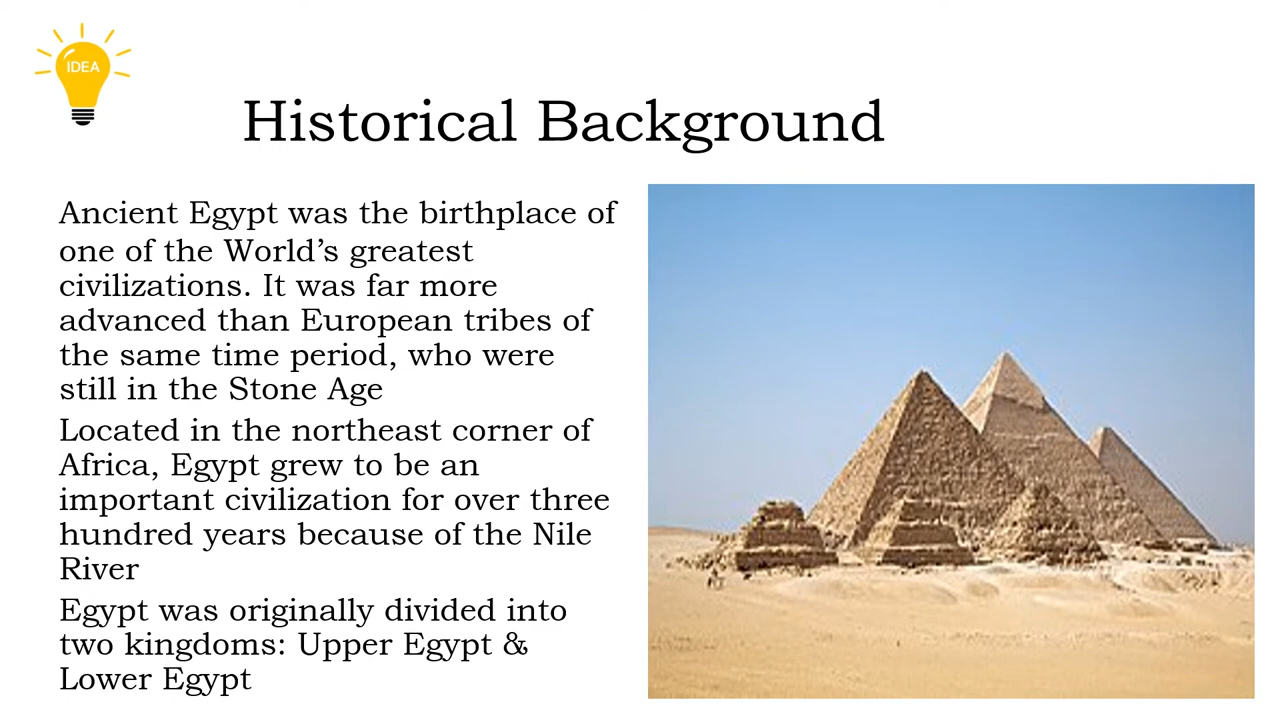 IDEA
Historical Background
Ancient Egypt was the birthplace of
one of the World’s greatest
civilizations. It was far more
advanced than European tribes of
the same time period, who were
still in the Stone Age
Located in the northeast corner of
Africa, Egypt grew to be an
important civilization for over three
hundred years because of the Nile
River
Egypt was originally divided into
two kingdoms: Upper Egypt &
Lower Egypt